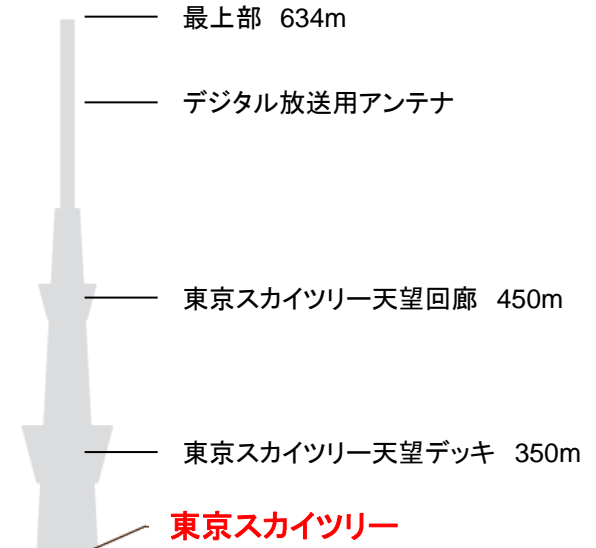 最上部 634m
デジタル放送用アンテナ
東京スカイツリー天望回廊 450m
東京スカイツリー天望デッキ 350m
東京スカイツリー